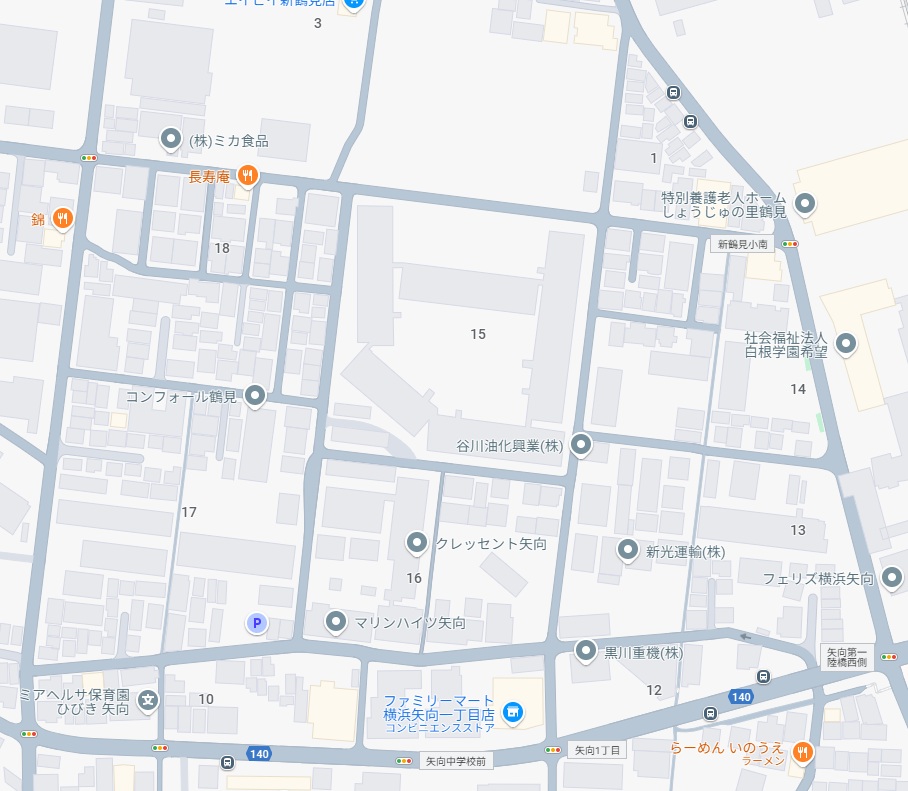 エイビイ新鶴見店
3
(株)ミカ食品
長寿庵
1
特別養護老人ホーム
しょうじゅの里鶴見
錦
18
新鶴見小南
15
社会福祉法人
白根学園希望
14
コンフォール鶴見
谷川油化興業(株)
17
13
クレッセント矢向
新光運輸(株)
16
フェリズ横浜矢向
P
マリンハイツ矢向
黒川重機(株)
矢向第一
陸橋西側
ミアヘルサ保育園
ひびき 矢向
文
10
12
140
ファミリーマート
横浜矢向一丁目店
コンビニエンスストア
140
矢向中学校前
矢向1丁目
らーめん いのうえ
ラーメン